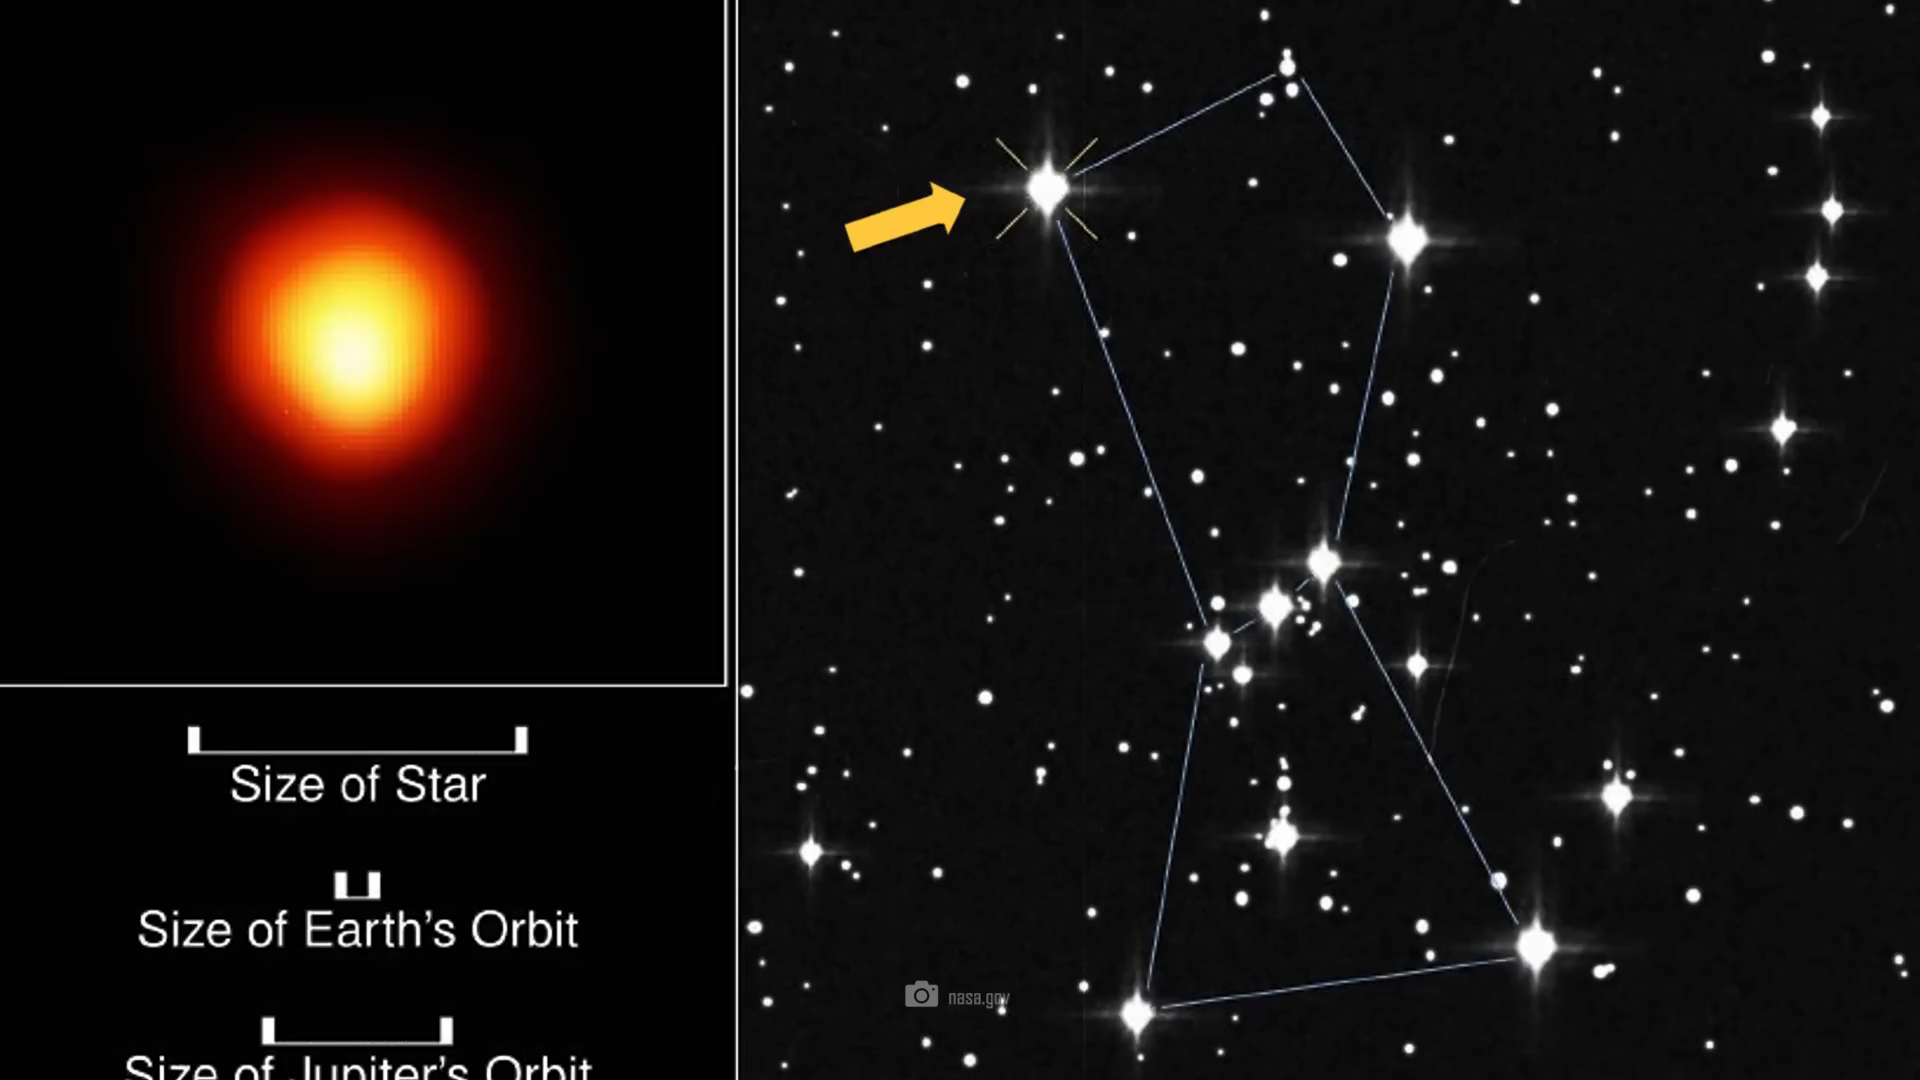 Size of Star
Size of Earth's Orbit
Size of Jupiter's Orbit
nasa.gov